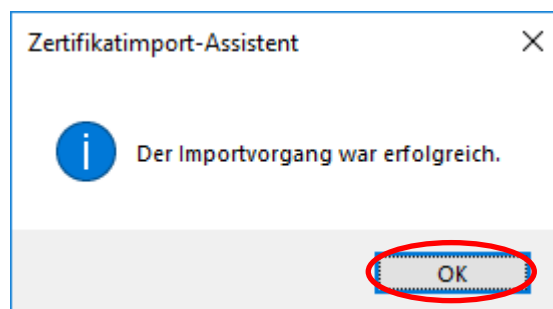 Zertifikatimport-Assistent
Der Importvorgang war erfolgreich.
OK